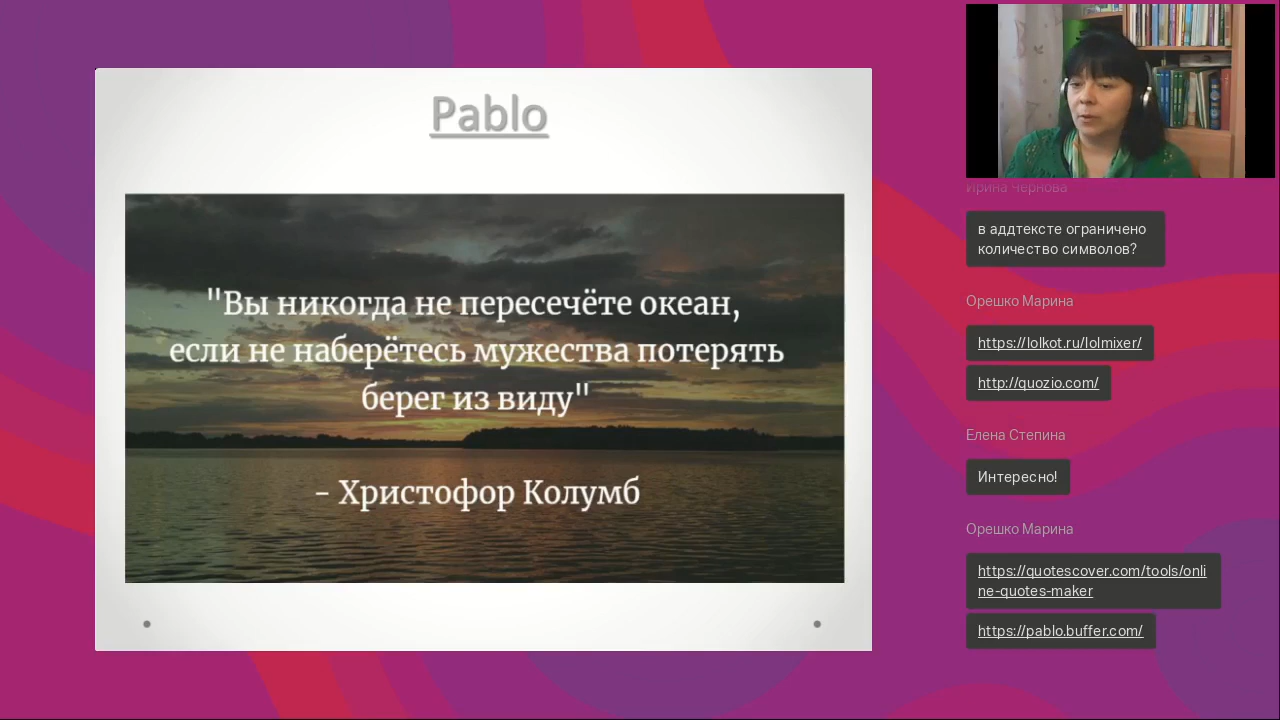 Pablo
"Вы никогда не пересечёте океан,
если не наберётесь мужества потерять
берег из виду"
- Христофор Колумб
Ирина Чернова
в аддтексте ограничено
количество символов?
Орешко Марина
https://lolkot.ru/lolmixer/
http://quozio.com/
Елена Степина
Интересно!
Орешко Марина
https://quotescover.com/tools/onli
ne-quotes-maker
https://pablo.buffer.com/